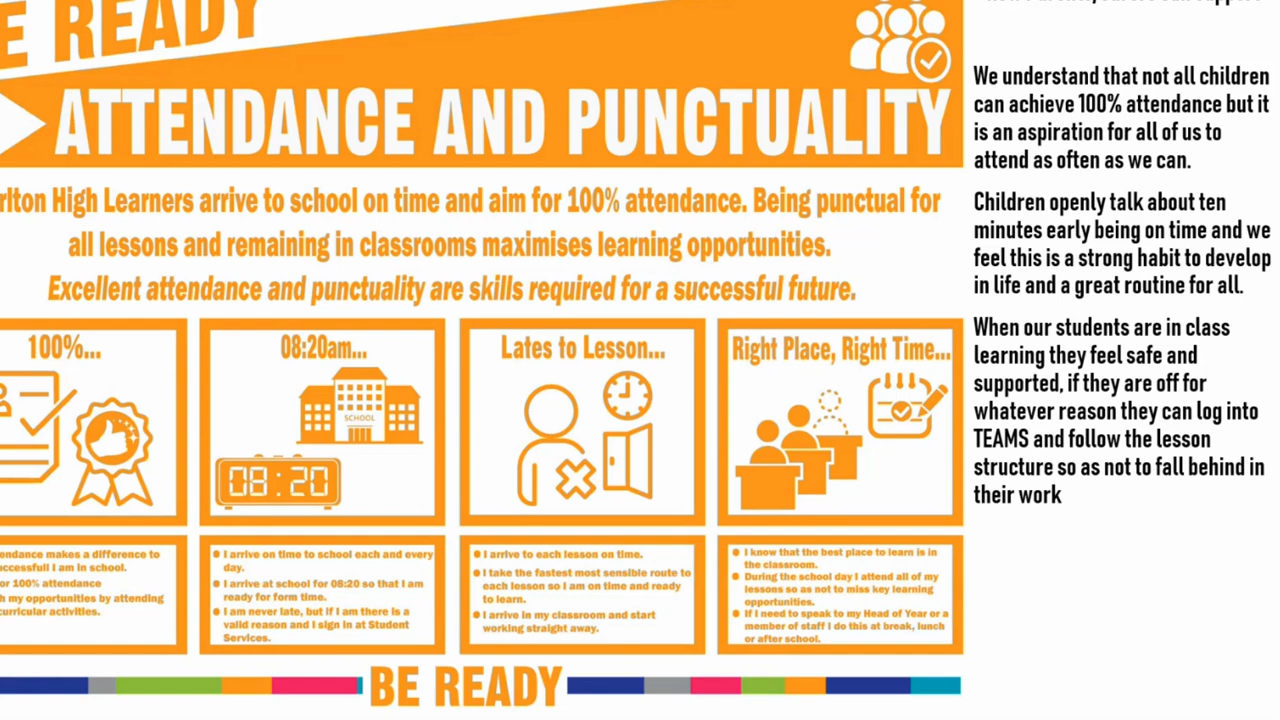 BE READY
ATTENDANCE AND PUNCTUALITY
High Learners arrive to school on time and aim for 100% attendance. Being punctual for
all lessons and remaining in classrooms maximises learning opportunities.
Excellent attendance and punctuality are skills required for a successful future.
100%...
makes a difference to
I am in school.
100% attendance
my opportunities by attending
activities.
08:20am...
SCHOOL
08:20
● I arrive on time to school each and every
day.
● I arrive at school for 08:20 so that I am
ready for form time.
● I am never late, but if I am there is a
valid reason and I sign in at Student
Services.
Lates to Lesson...
● I arrive to each lesson on time.
● I take the fastest most sensible route to
each lesson so I am on time and ready
to learn.
● I arrive in my classroom and start
working straight away.
Right Place, Right Time...
● I know that the best place to learn is in
the classroom.
● During the school day I attend all of my
lessons so as not to miss key learning
opportunities.
● If I need to speak to my Head of Year or a
member of staff I do this at break, lunch
or after school.
BE READY
We understand that not all children
can achieve 100% attendance but it
is an aspiration for all of us to
attend as often as we can.
Children openly talk about ten
minutes early being on time and we
feel this is a strong habit to develop
in life and a great routine for all.
When our students are in class
learning they feel safe and
supported, if they are off for
whatever reason they can log into
TEAMS and follow the lesson
structure so as not to fall behind in
their work